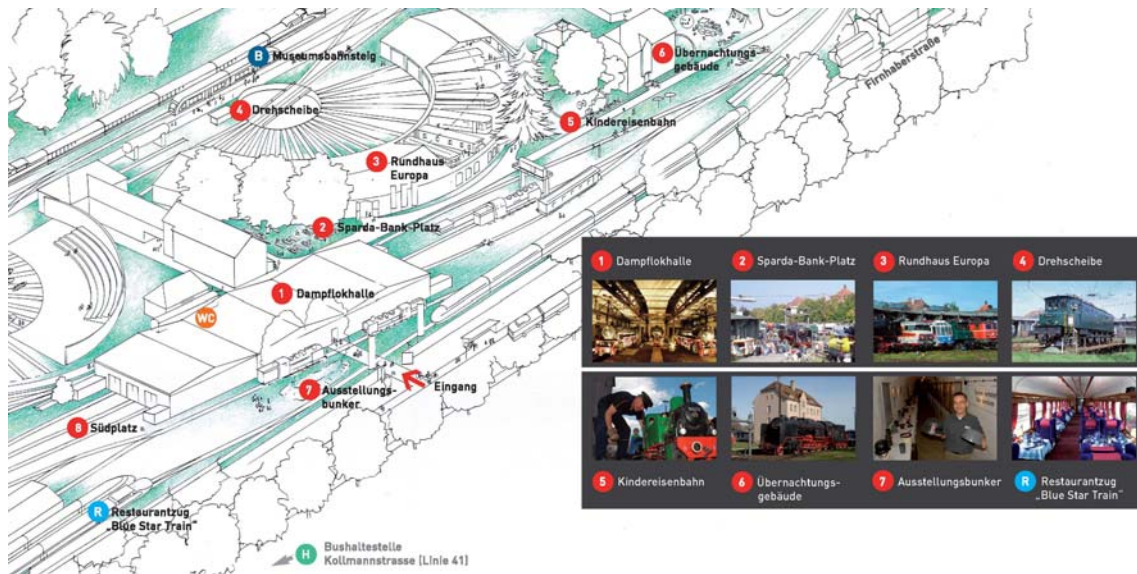 B Museumsbahnsteig
4 Drehscheibe
6 Übernachtungs
gebäude
Firnhaberstraße
5 Kindereisenbahn
3 Rundhaus
Europa
2 Sparda-Bank-Platz
1 Dampflokhalle
WC
Eingang
7 Ausstellungs-
bunker
8 Südplatz
R Restaurantzug
„Blue Star Train“
H Bushaltestelle
Kollmannstrasse [Linie 41]
1 Dampflokhalle
2 Sparda-Bank-Platz
3 Rundhaus Europa
4 Drehscheibe
5 Kindereisenbahn
6 Übernachtungs-
gebäude
7 Ausstellungsbunker
R Restaurantzug
„Blue Star Train“